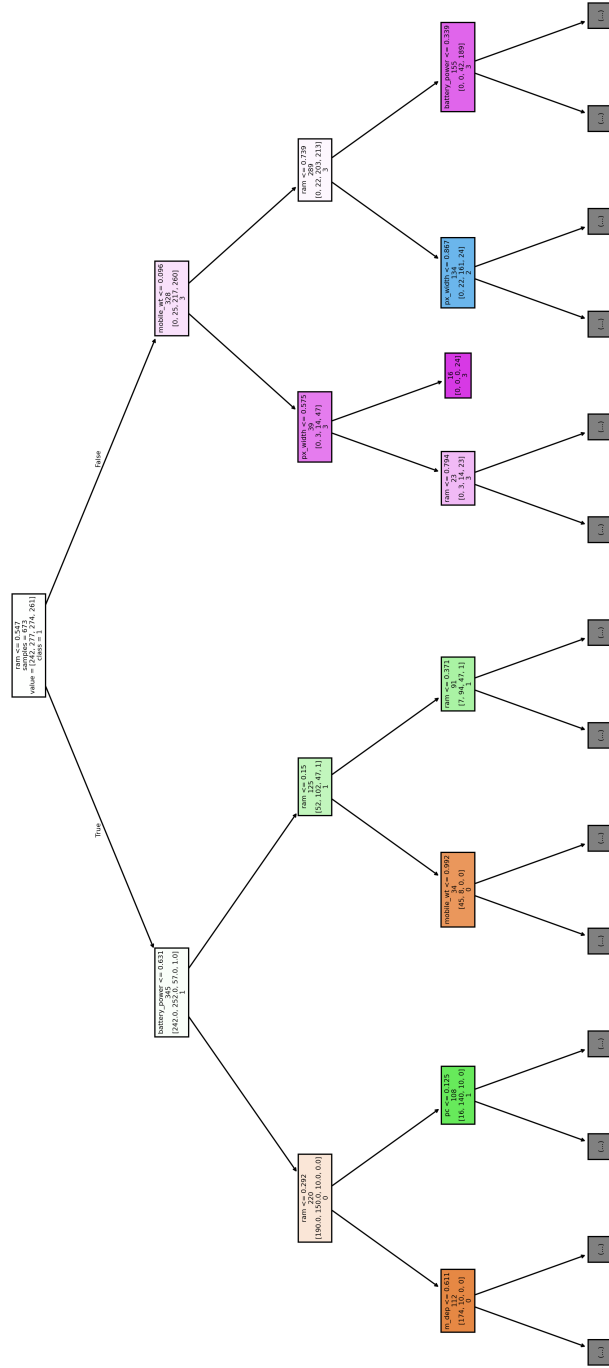 ram <= 0.547
samples = 673
value = [242, 277, 274, 261]
class = 1
True
False
battery_power <= 0.631
345
[242.0, 252.0, 57.0, 1.0]
1
mobile_wt <= 0.096
328
[0, 25, 217, 260]
3
ram <= 0.292
220
[190.0, 150.0, 10.0, 0.0]
0
ram <= 0.15
125
[52, 102, 47, 1]
1
px_width <= 0.575
39
[0, 3, 14, 47]
3
ram <= 0.739
289
[0, 22, 203, 213]
3
m_dep <= 0.611
112
[174, 10, 0, 0]
0
pc <= 0.125
108
[16, 140, 10, 0]
1
mobile_wt <= 0.992
34
[45, 8, 0, 0]
0
ram <= 0.371
91
[7, 94, 47, 1]
1
ram <= 0.794
23
[0, 3, 14, 23]
3
16
[0, 0, 0, 24]
3
px_width <= 0.867
134
[0, 22, 161, 24]
2
battery_power <= 0.339
155
[0, 0, 42, 189]
3
(...)
(...)
(...)
(...)
(...)
(...)
(...)
(...)
(...)
(...)
(...)
(...)
(...)
(...)